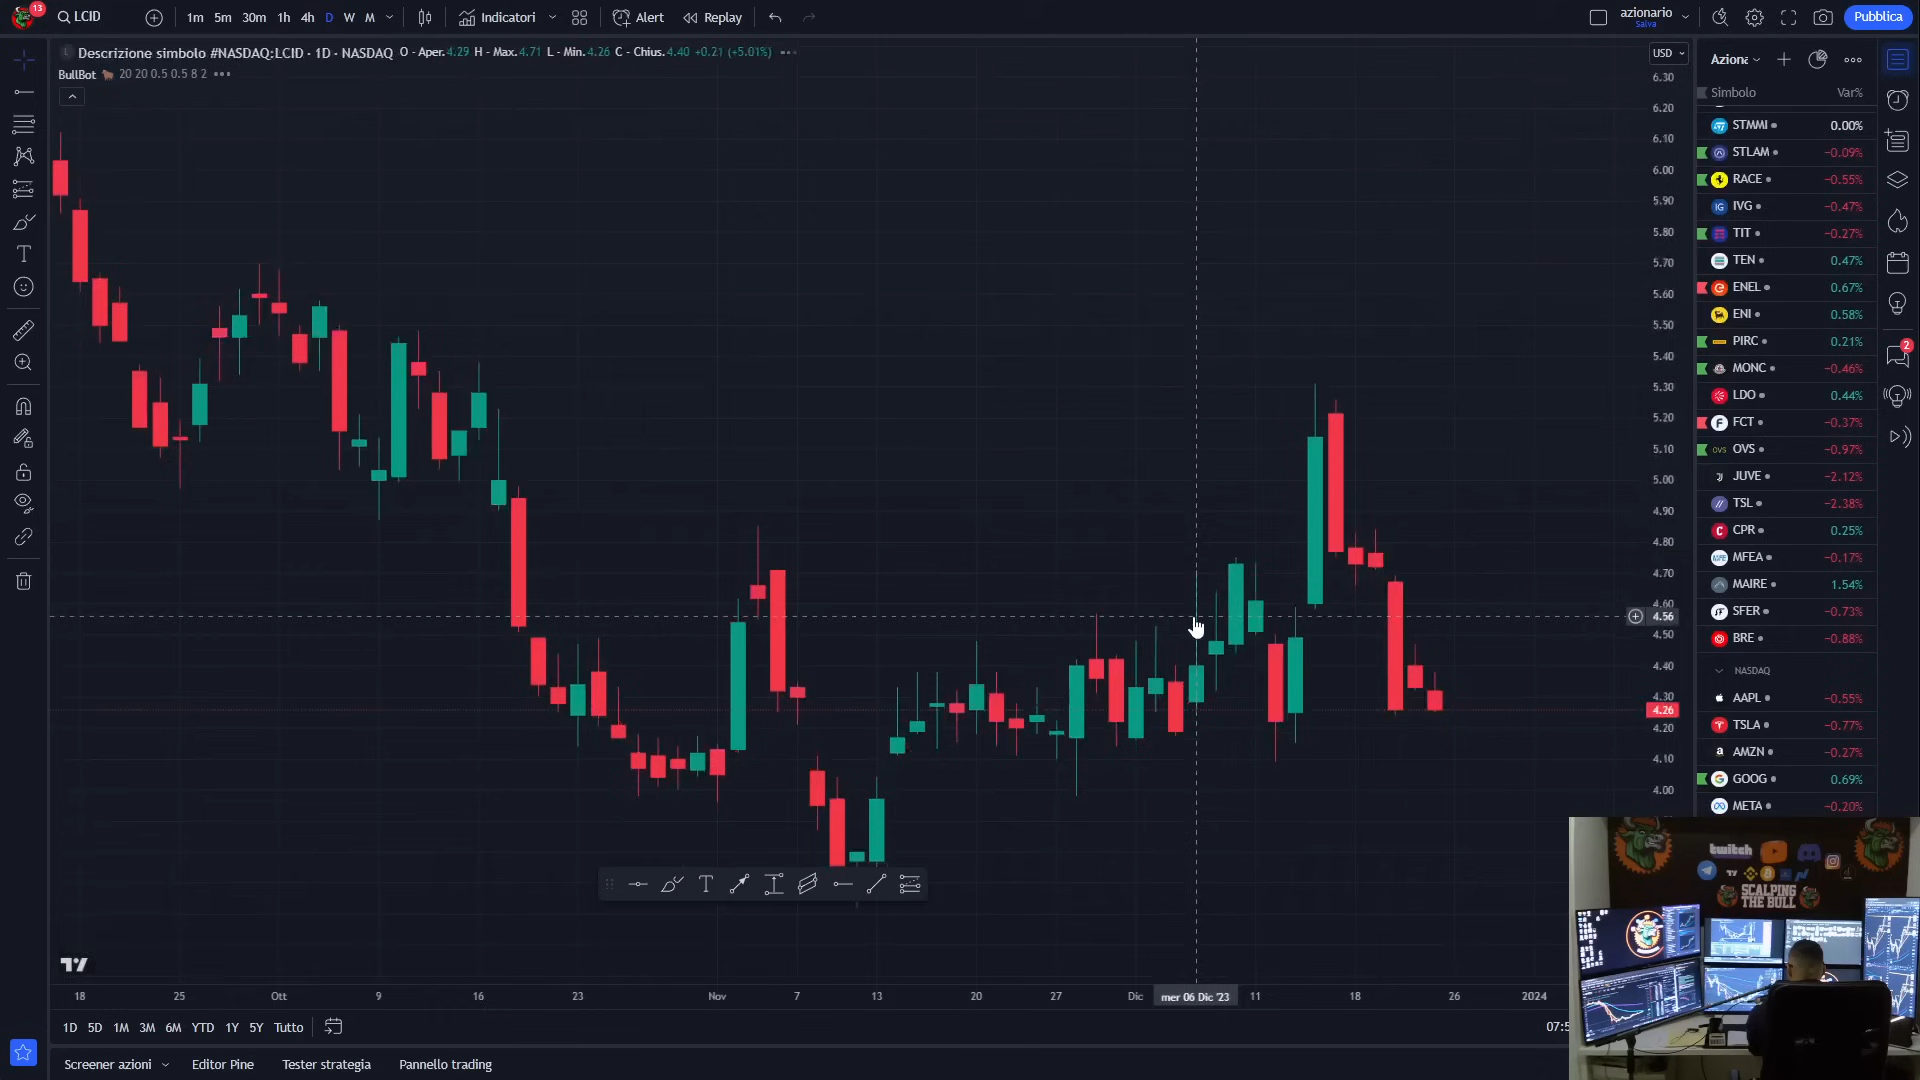 13
LCID
1m 5m 30m 1h 4h D W M
Indicatori
Alert
Replay
azionario
Salva
Pubblica
Descrizione simbolo #NASDAQ:LCID · 1D · NASDAQ O - Aper.4.29 H - Max.4.71 L - Min.4.26 C - Chius.4.40 +0.21 (+5.01%)
BullBot 20 20 0.5 0.5 8 2
USD
6.30
6.20
6.10
6.00
5.90
5.80
5.70
5.60
5.50
5.40
5.30
5.20
5.10
5.00
4.90
4.80
4.70
4.60
4.56
4.50
4.40
4.30
4.26
4.20
4.10
4.00
Aziona
Simbolo Var%
STMMI 0.00%
STLAM −0.09%
RACE −0.55%
IVG −0.47%
TIT −0.27%
TEN 0.47%
ENEL 0.67%
ENI 0.58%
PIRC 0.21%
MONC −0.46%
LDO 0.44%
FCT −0.37%
OVS −0.97%
JUVE −2.12%
TSL −2.38%
CPR 0.25%
MFEA −0.17%
MAIRE 1.54%
SFER −0.73%
BRE −0.88%
NASDAQ
AAPL −0.55%
TSLA −0.77%
AMZN −0.27%
GOOG 0.69%
META −0.20%
2
18 25 Ott 9 16 23 Nov 7 13 20 27 Dic mer 06 Dic '23 11 18 26 2024
1D 5D 1M 3M 6M YTD 1Y 5Y Tutto
07:5
Screener azioni Editor Pine Tester strategia Pannello trading
twitch
SCALPING
THE BULL